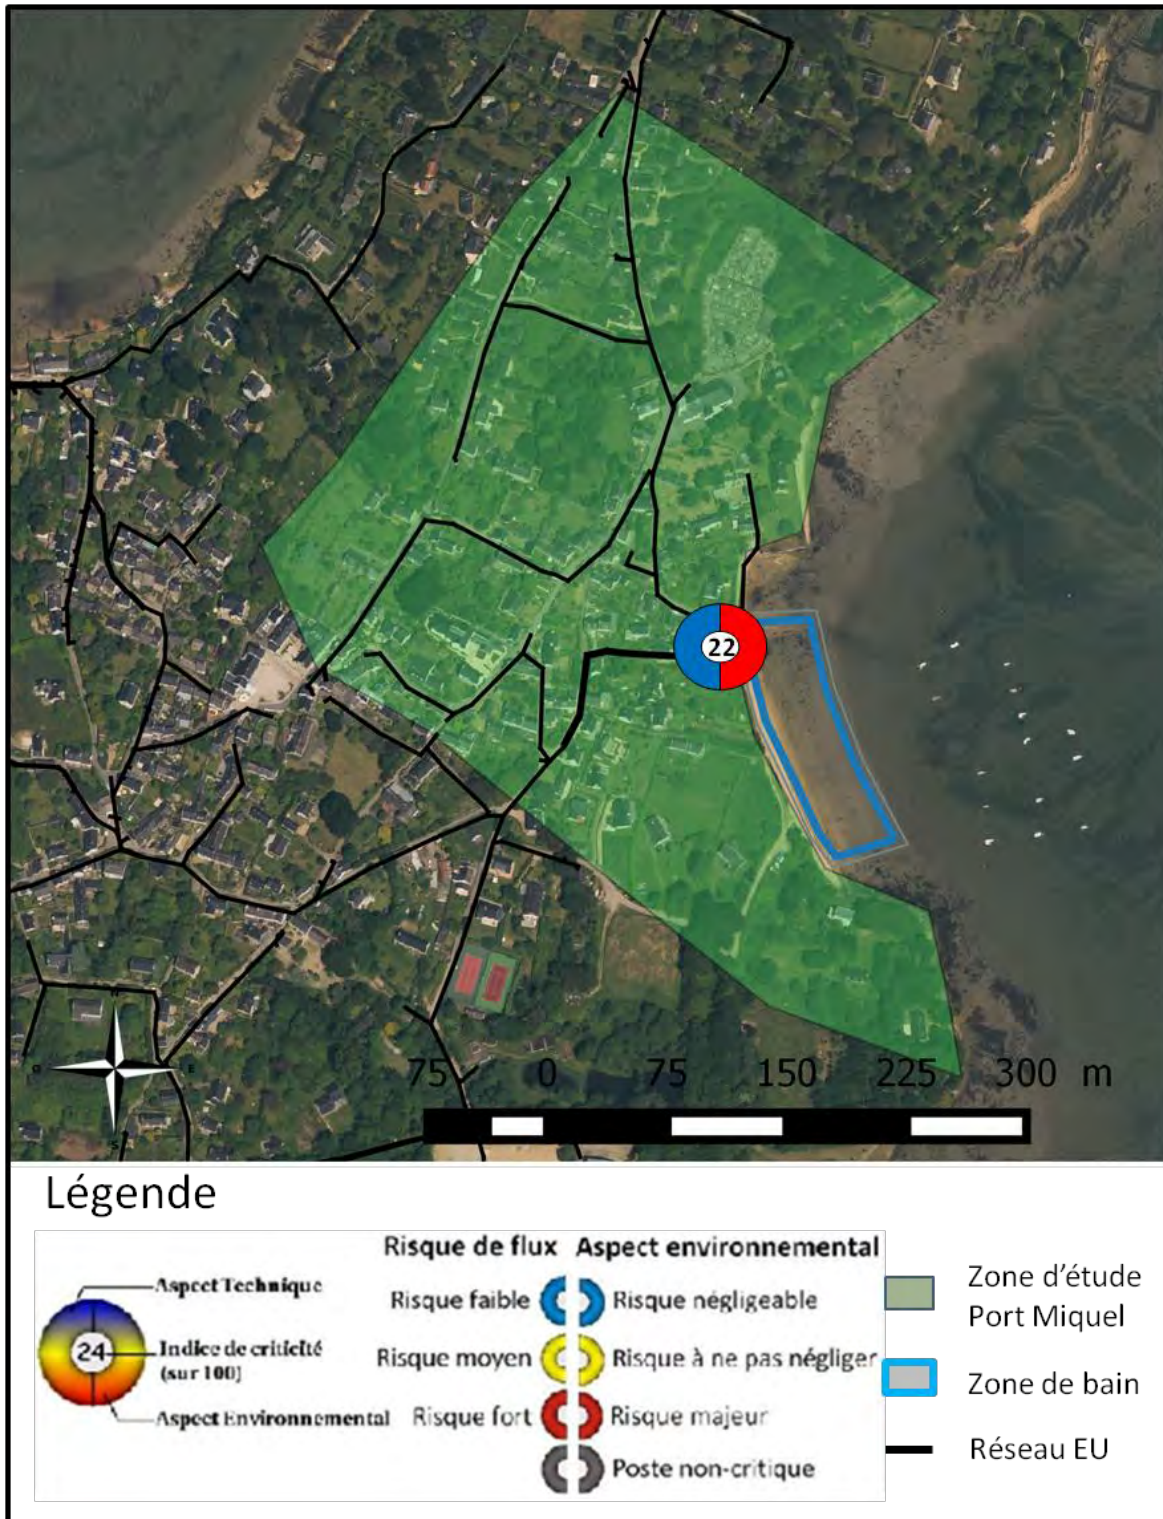 22
O
E
S
75 0 75 150 225 300 m
Légende
Risque de flux Aspect environnemental
Aspect Technique
Indice de criticité
(sur 100)
Aspect Environnemental
24
Risque faible Risque négligeable
Risque moyen Risque à ne pas négliger
Risque fort Risque majeur
Poste non-critique
Zone d'étude
Port Miquel
Zone de bain
Réseau EU